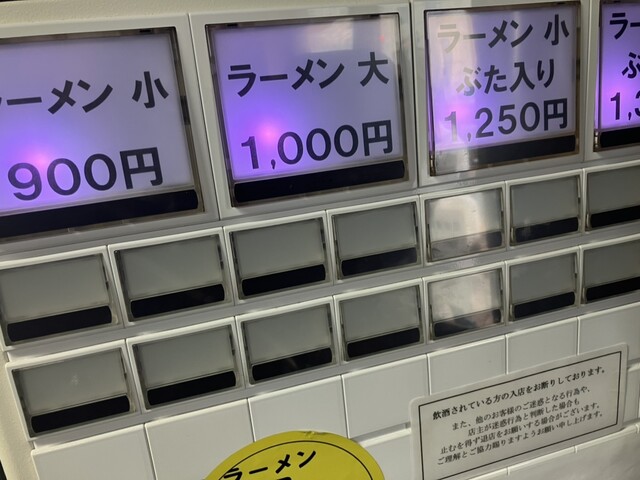 ラーメン 小
900円
ラーメン 大
1,000円
ラーメン 小
ぶた入り
1,250円
飲酒されている方の入店をお断りしております。
また、他のお客様のご迷惑となる行為や、
店主が迷惑行為と判断した場合も
止むを得ず退店をお願いする場合がございます。
ご理解とご協力賜りますようお願い申し上げます。
ラーメン